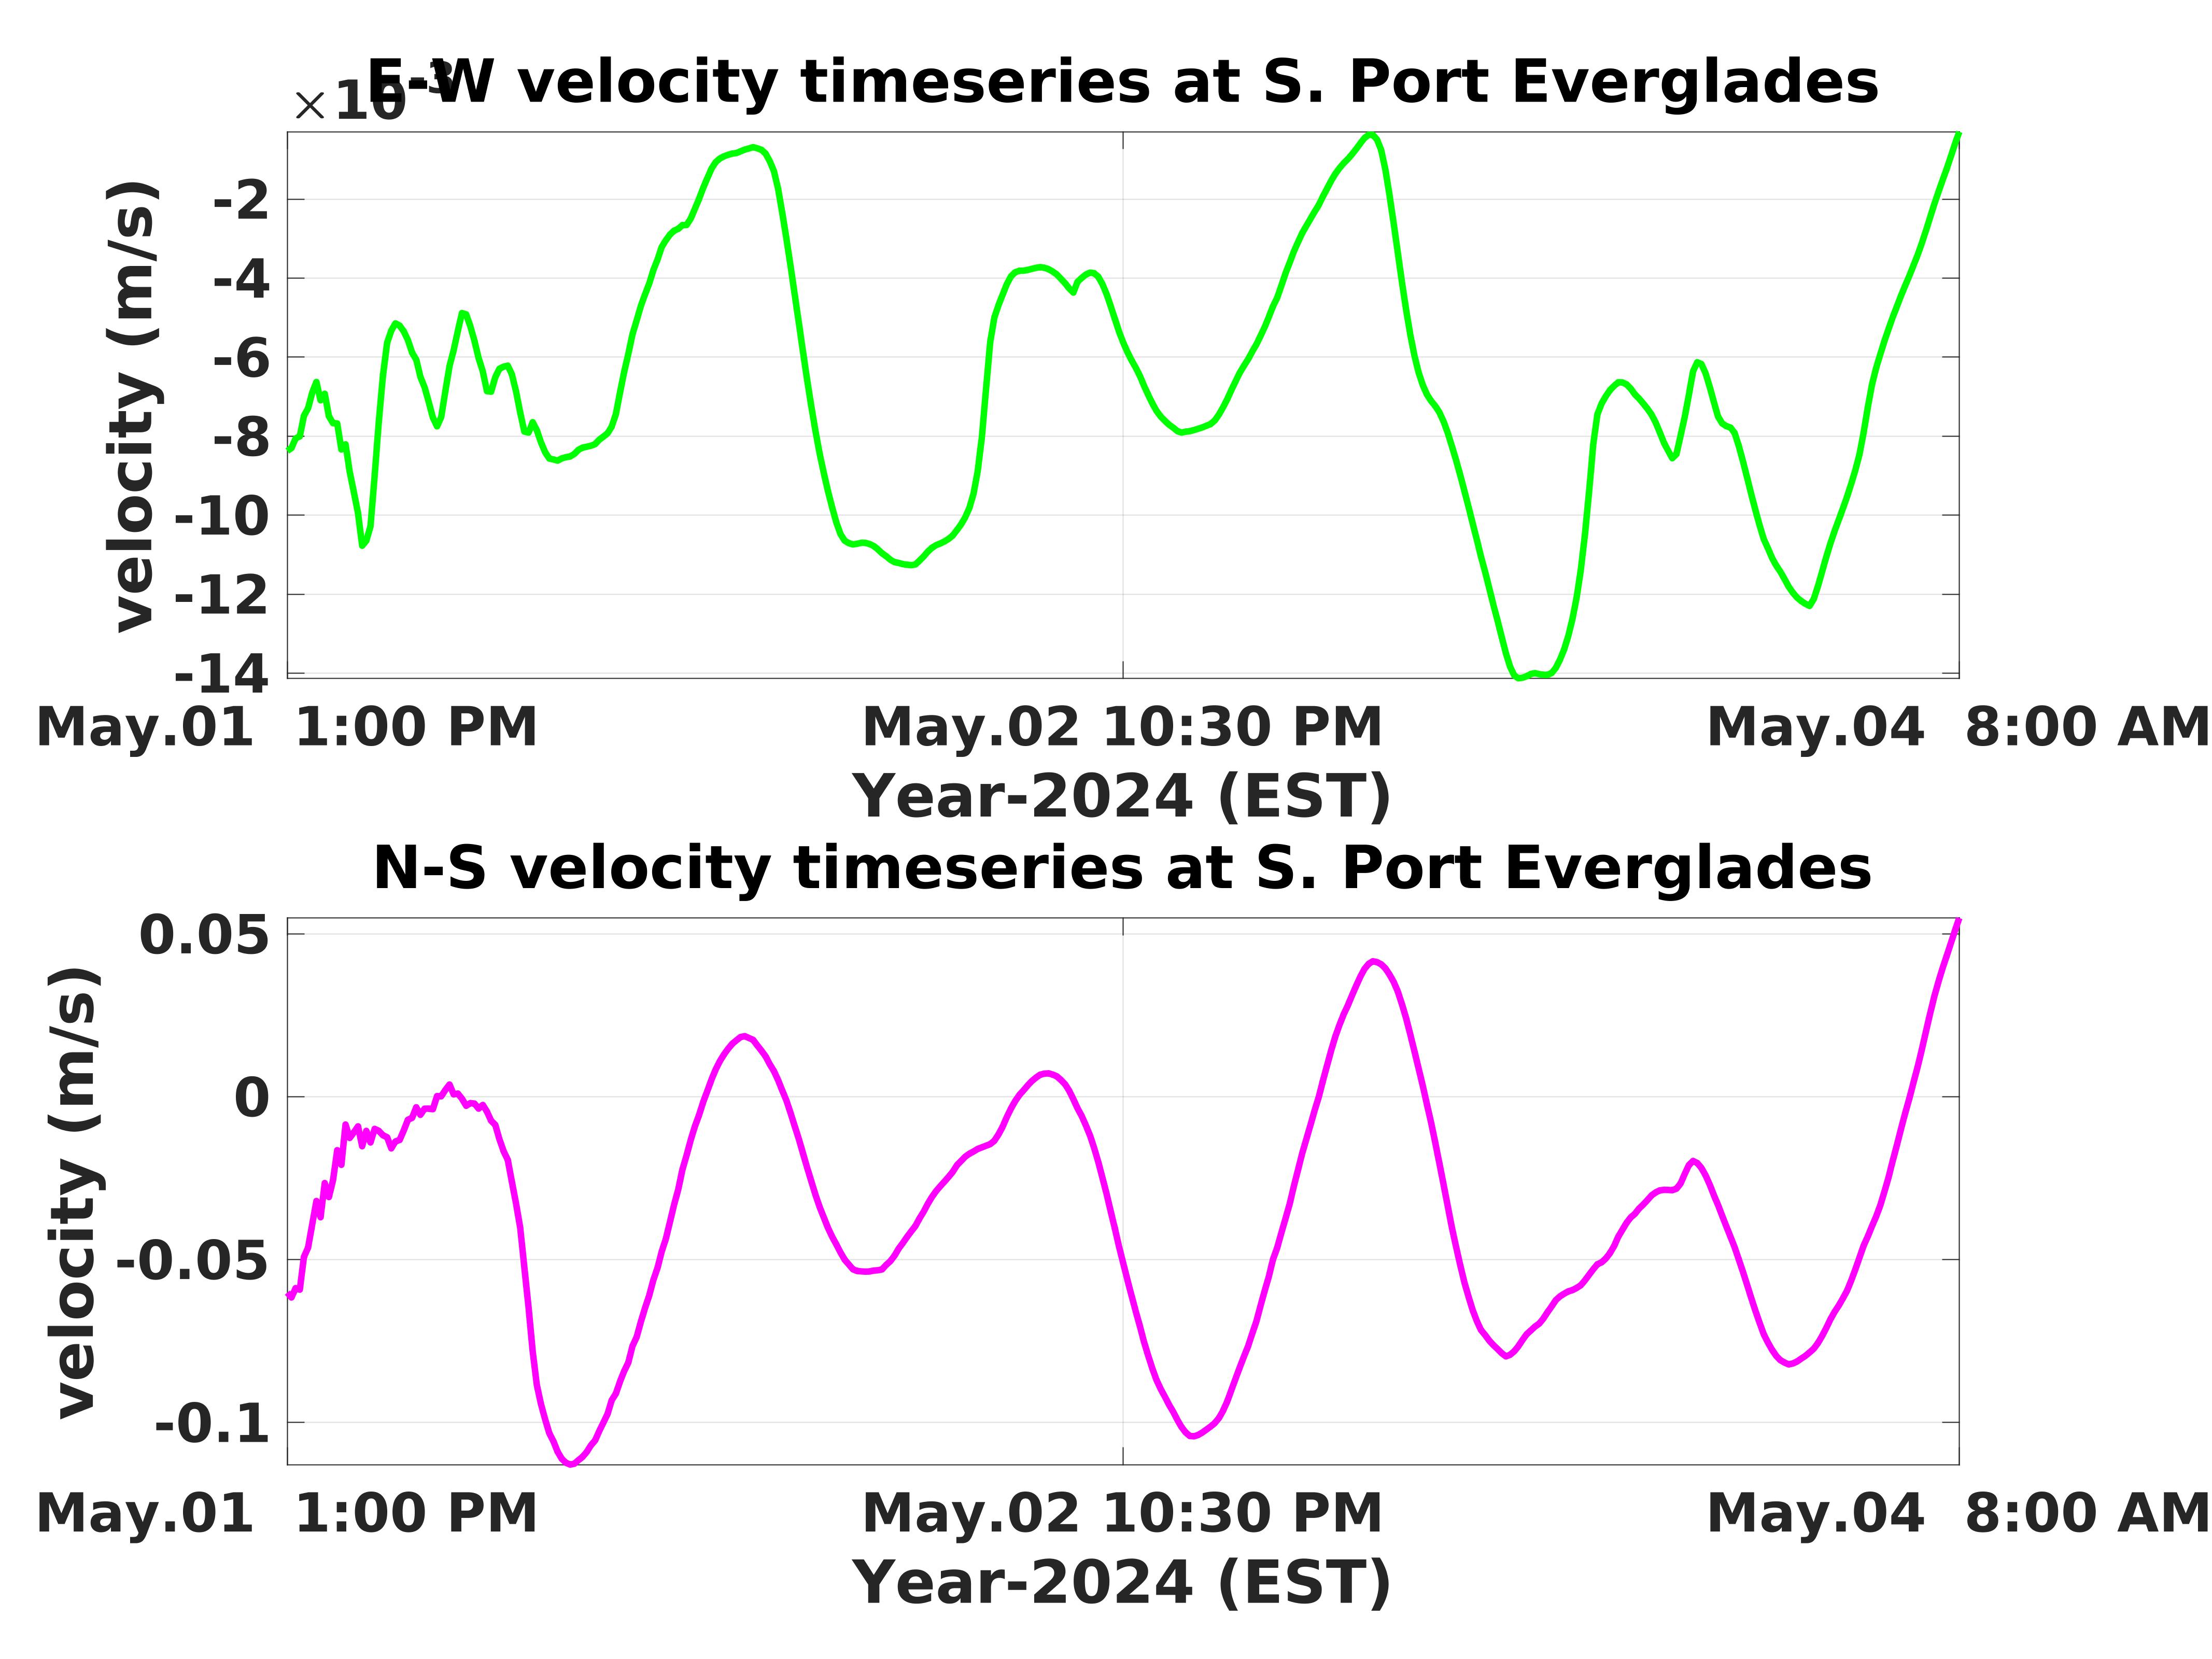 E-W velocity timeseries at S. Port Everglades
×10-3
velocity (m/s)
-2
-4
-6
-8
-10
-12
-14
May.01 1:00 PM May.02 10:30 PM May.04 8:00 AM
Year-2024 (EST)
N-S velocity timeseries at S. Port Everglades
velocity (m/s)
0.05
0
-0.05
-0.1
May.01 1:00 PM May.02 10:30 PM May.04 8:00 AM
Year-2024 (EST)